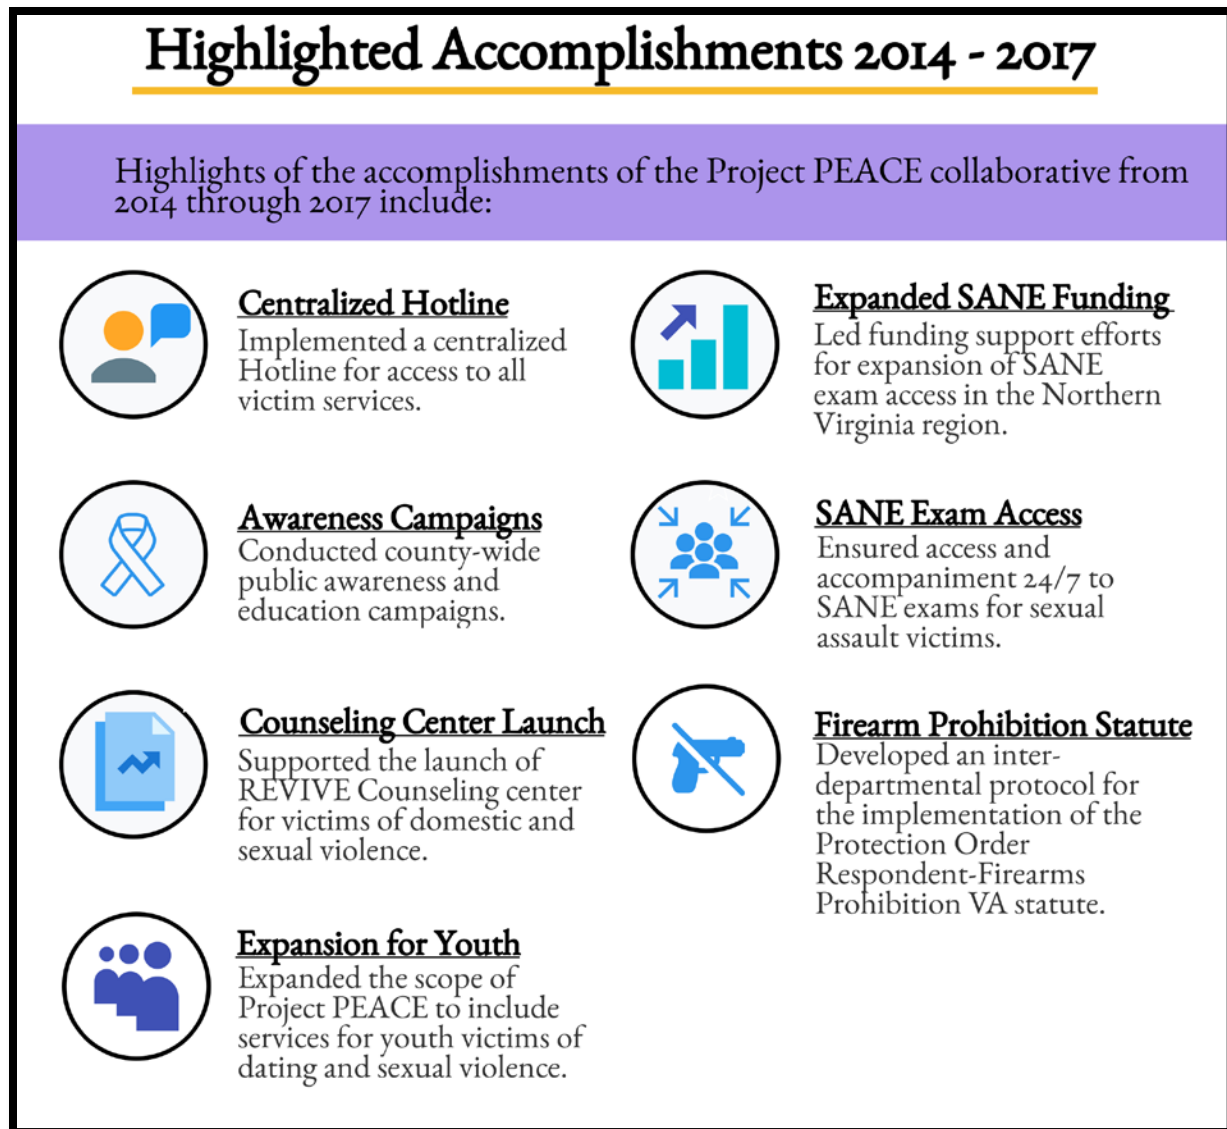 Highlighted Accomplishments 2014 - 2017
Highlights of the accomplishments of the Project PEACE collaborative from
2014 through 2017 include:
Centralized Hotline
Implemented a centralized
Hotline for access to all
victim services.
Awareness Campaigns
Conducted county-wide
public awareness and
education campaigns.
Counseling Center Launch
Supported the launch of
REVIVE Counseling center
for victims of domestic and
sexual violence.
Expansion for Youth
Expanded the scope of
Project PEACE to include
services for youth victims of
dating and sexual violence.
Expanded SANE Funding
Led funding support efforts
for expansion of SANE
exam access in the Northern
Virginia region.
SANE Exam Access
Ensured access and
accompaniment 24/7 to
SANE exams for sexual
assault victims.
Firearm Prohibition Statute
Developed an inter-
departmental protocol for
the implementation of the
Protection Order
Respondent-Firearms
Prohibition VA statute.